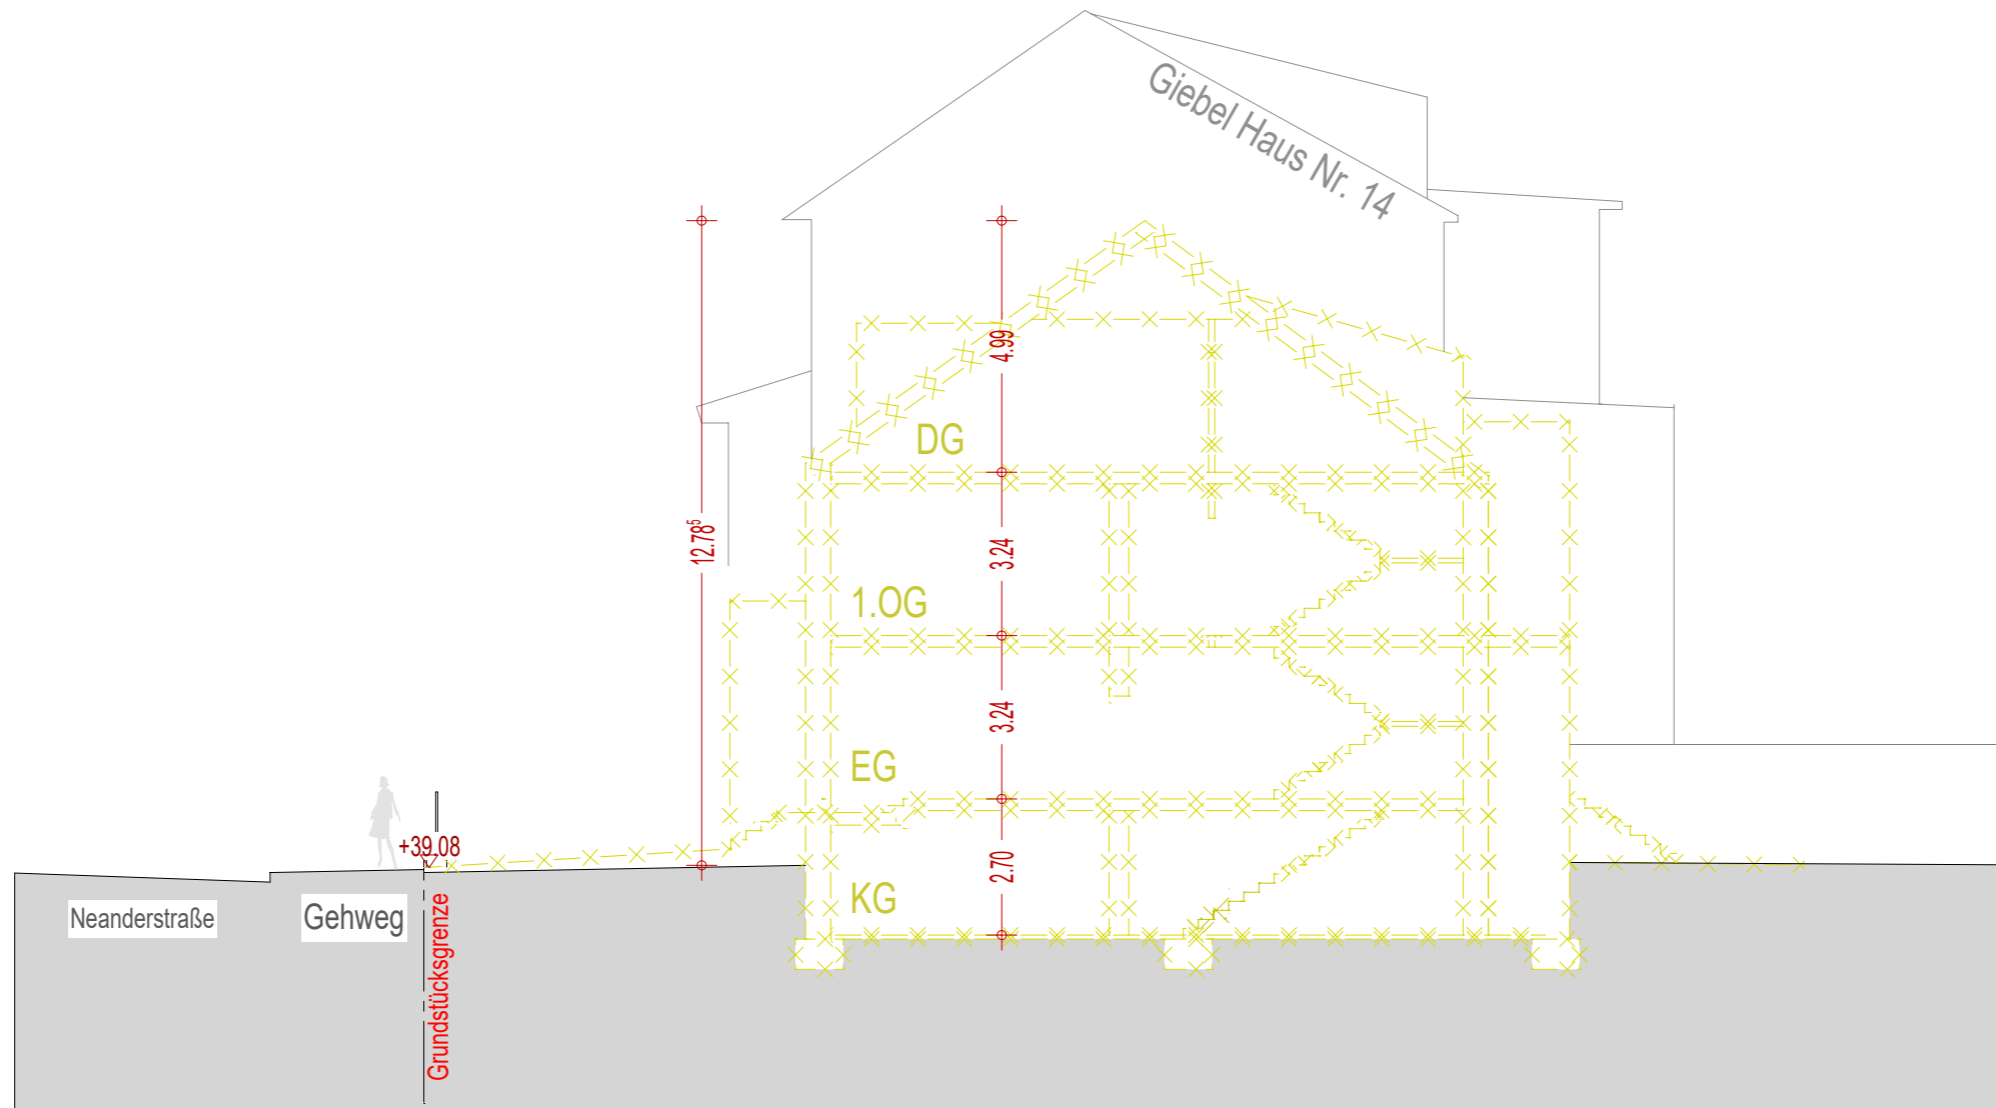 Giebel Haus Nr. 14
4.99
DG
12.78⁵
3.24
1.OG
3.24
EG
+39.08
2.70
KG
Neanderstraße
Gehweg
Grundstücksgrenze